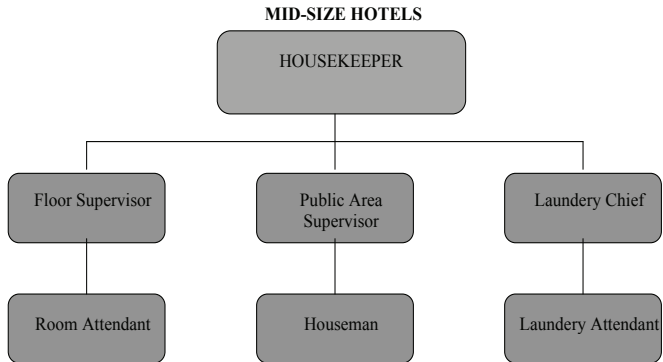 MID-SIZE HOTELS
HOUSEKEEPER
Floor Supervisor
Public Area
Supervisor
Laundery Chief
Room Attendant
Houseman
Laundery Attendant